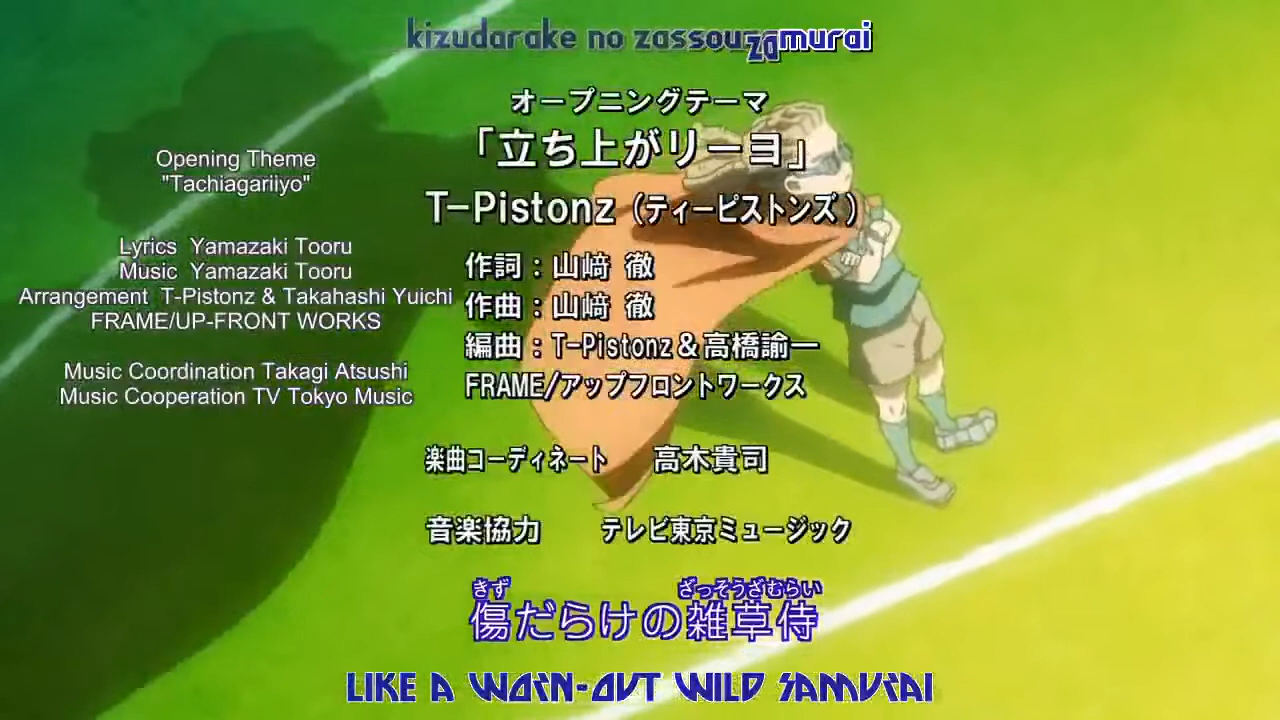 kizudarake no zassouzamurai
オープニングテーマ
「立ち上がリーヨ」
T-Pistonz（ティーピストンズ）
作詞：山﨑 徹
作曲：山﨑 徹
編曲：T-Pistonz＆高橋諭一
FRAME/アップフロントワークス
楽曲コーディネート 高木貴司
音楽協力 テレビ東京ミュージック
Opening Theme
"Tachiagariiyo"
Lyrics Yamazaki Tooru
Music Yamazaki Tooru
Arrangement T-Pistonz & Takahashi Yuichi
FRAME/UP-FRONT WORKS
Music Coordination Takagi Atsushi
Music Cooperation TV Tokyo Music
きず ざっそうざむらい
傷だらけの雑草侍
LIKE A WORN-OUT WILD SAMURAI